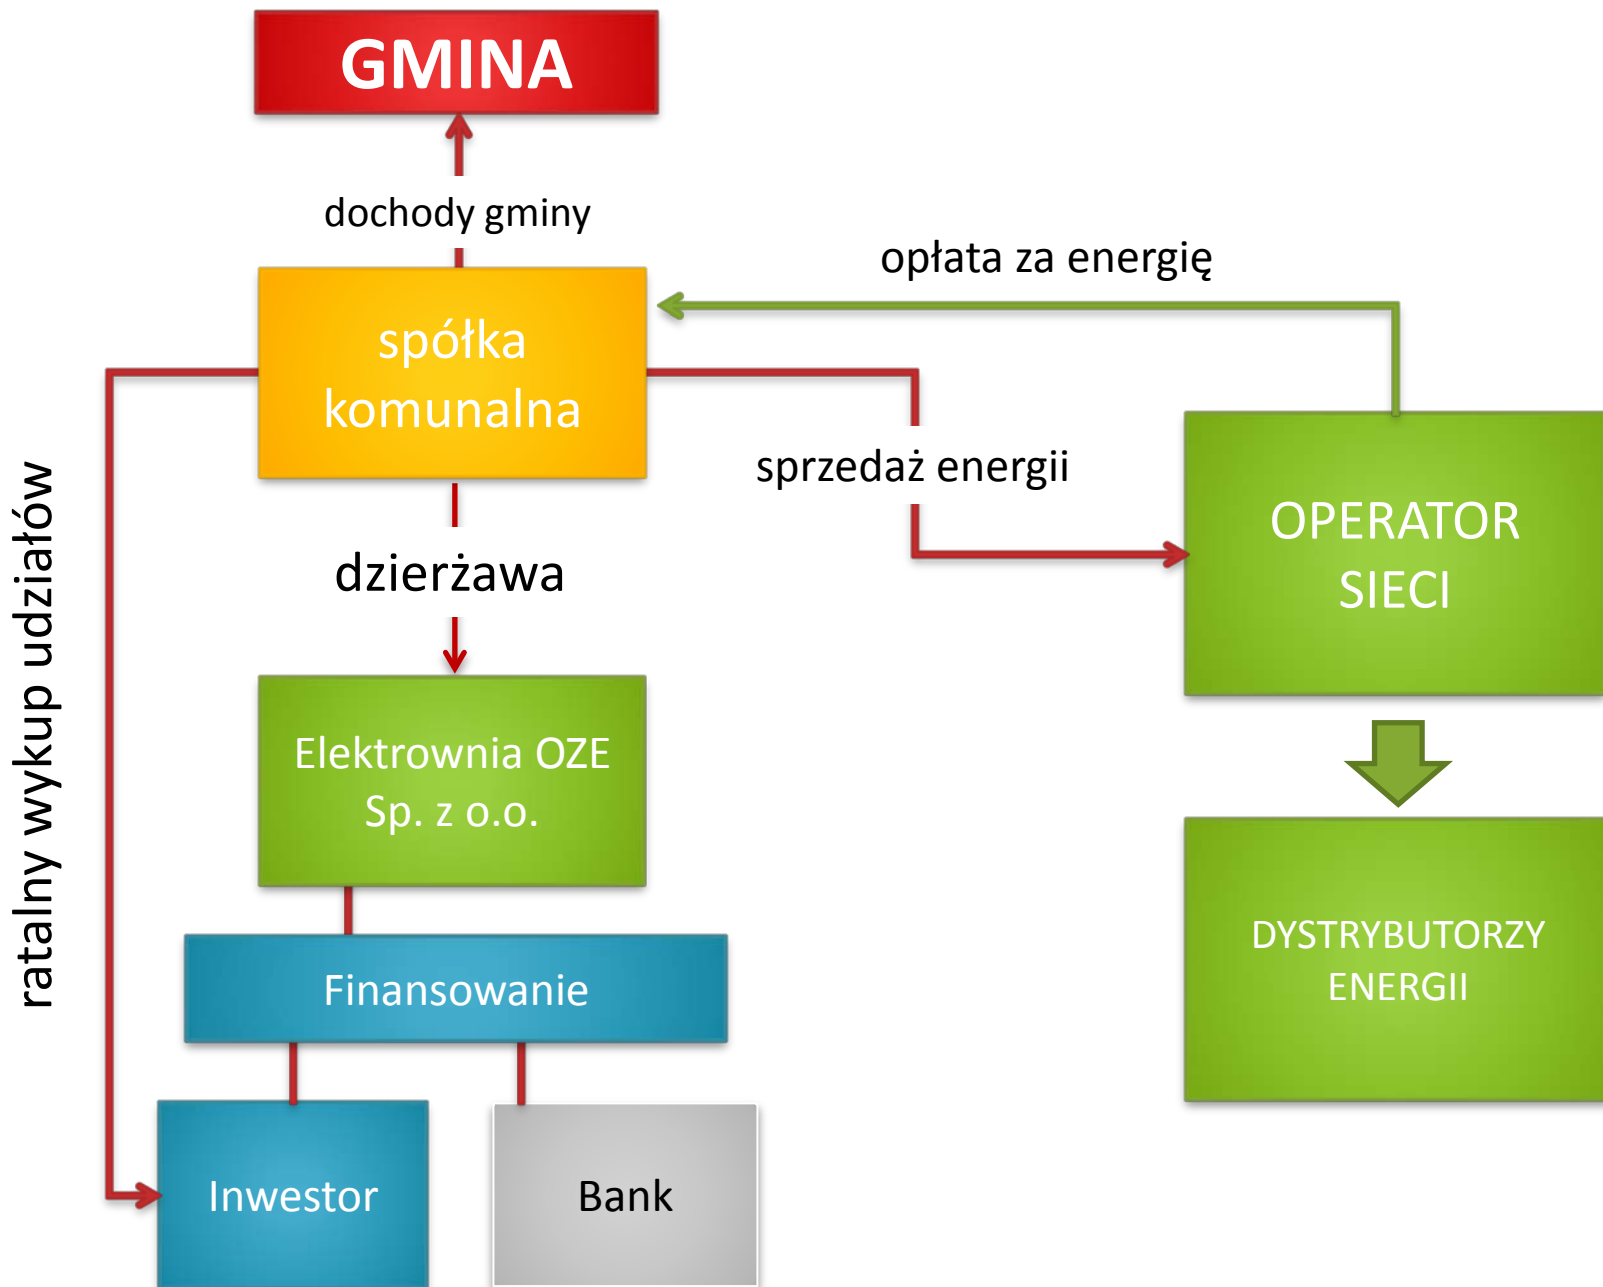 GMINA
dochody gminy
opłata za energię
spółka
komunalna
sprzedaż energii
OPERATOR
SIECI
dzierżawa
ratalny wykup udziałów
Elektrownia OZE
Sp. z o.o.
DYSTRYBUTORZY
ENERGII
Finansowanie
Inwestor
Bank